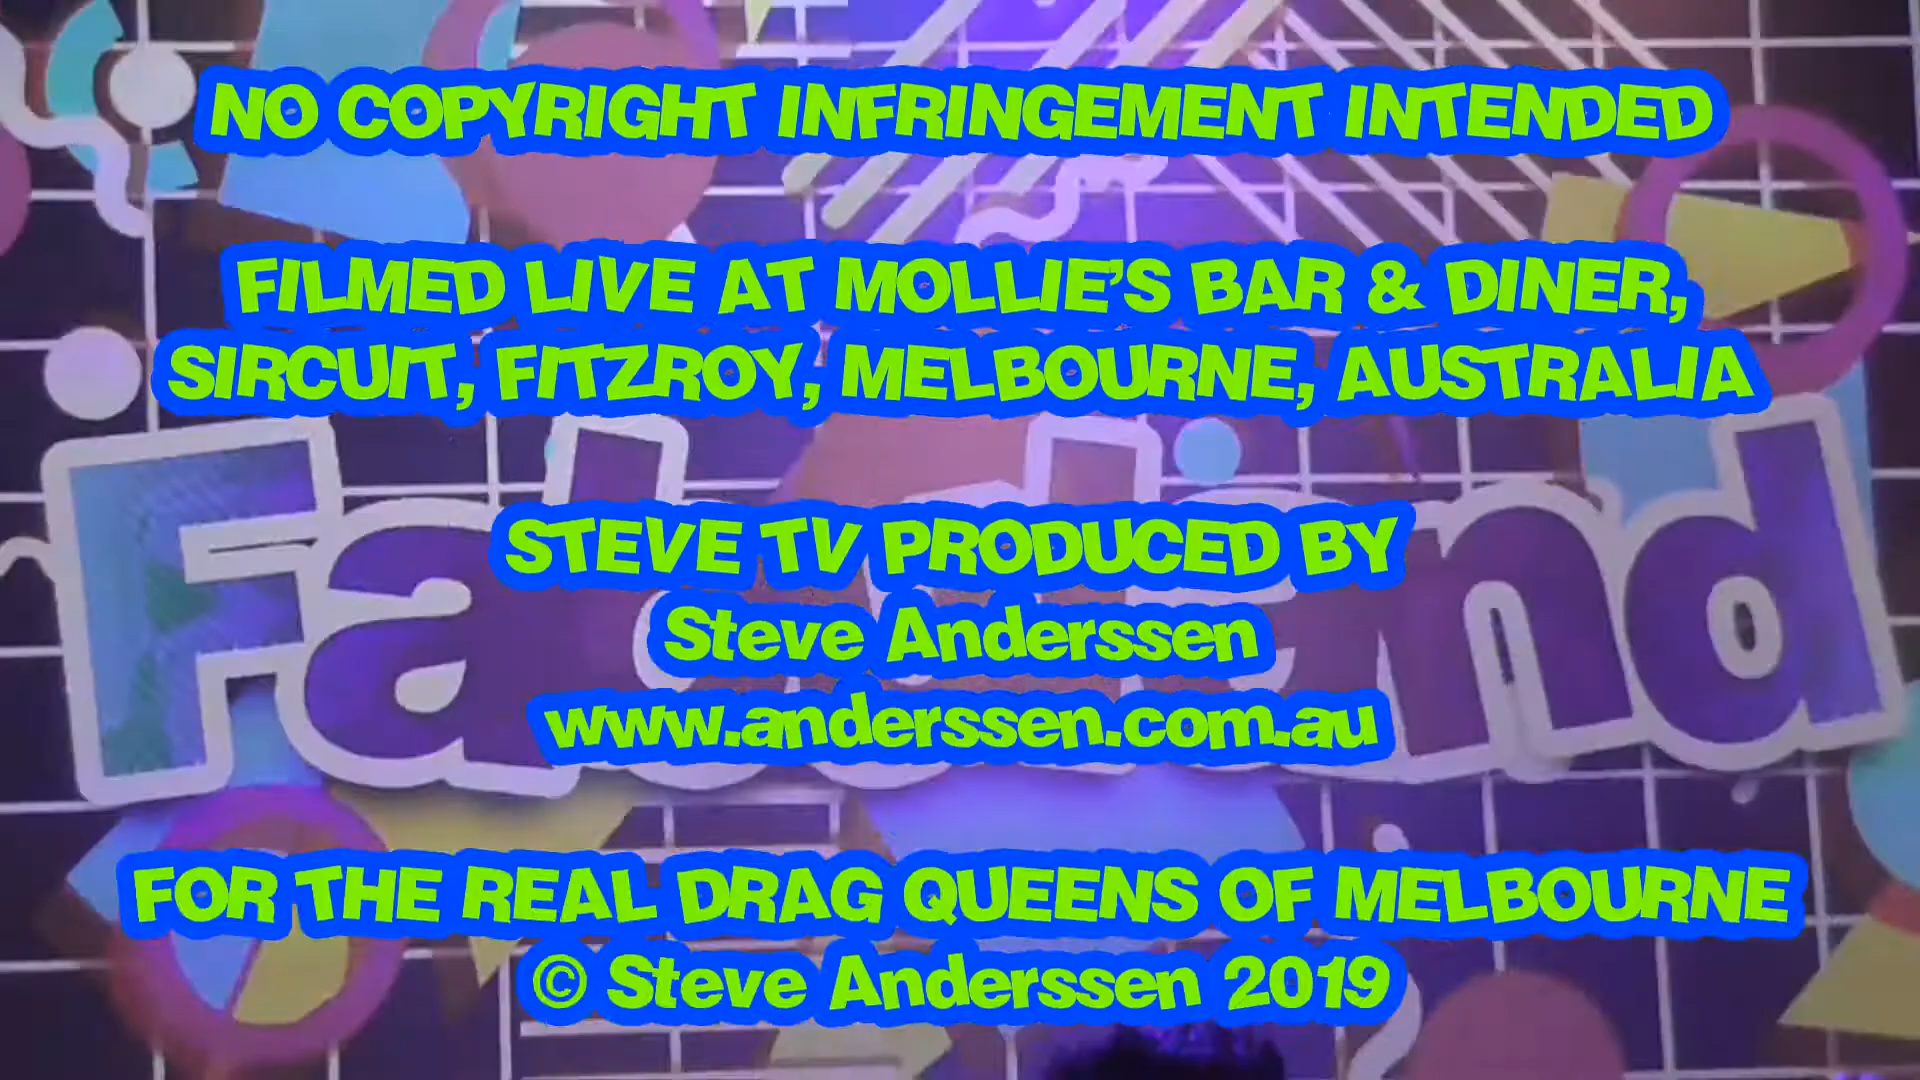 NO COPYRIGHT INFRINGEMENT INTENDED
FILMED LIVE AT MOLLIE'S BAR & DINER,
SIRCUIT, FITZROY, MELBOURNE, AUSTRALIA
STEVE TV PRODUCED BY
Steve Anderssen
www.anderssen.com.au
FOR THE REAL DRAG QUEENS OF MELBOURNE
© Steve Anderssen 2019